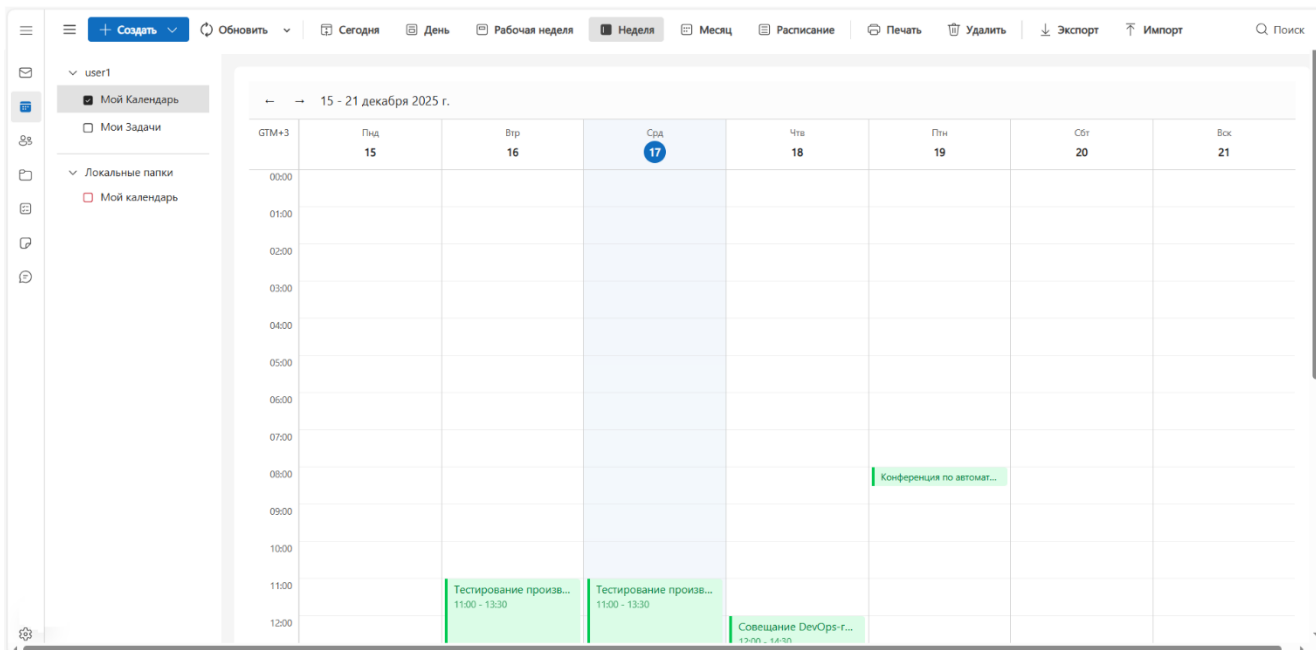 Создать
Обновить
Сегодня
День
Рабочая неделя
Неделя
Месяц
Расписание
Печать
Удалить
Экспорт
Импорт
Поиск
user1
Мой Календарь
Мои Задачи
Локальные папки
Мой календарь
15 - 21 декабря 2025 г.
GTM+3
Пнд
15
Втр
16
Срд
17
Чтв
18
Птн
19
Сбт
20
Вск
21
00:00
01:00
02:00
03:00
04:00
05:00
06:00
07:00
08:00
Конференция по автомат...
09:00
10:00
11:00
Тестирование произв...
11:00 - 13:30
Тестирование произв...
11:00 - 13:30
12:00
Совещание DevOps-г...
12:00 - 14:30